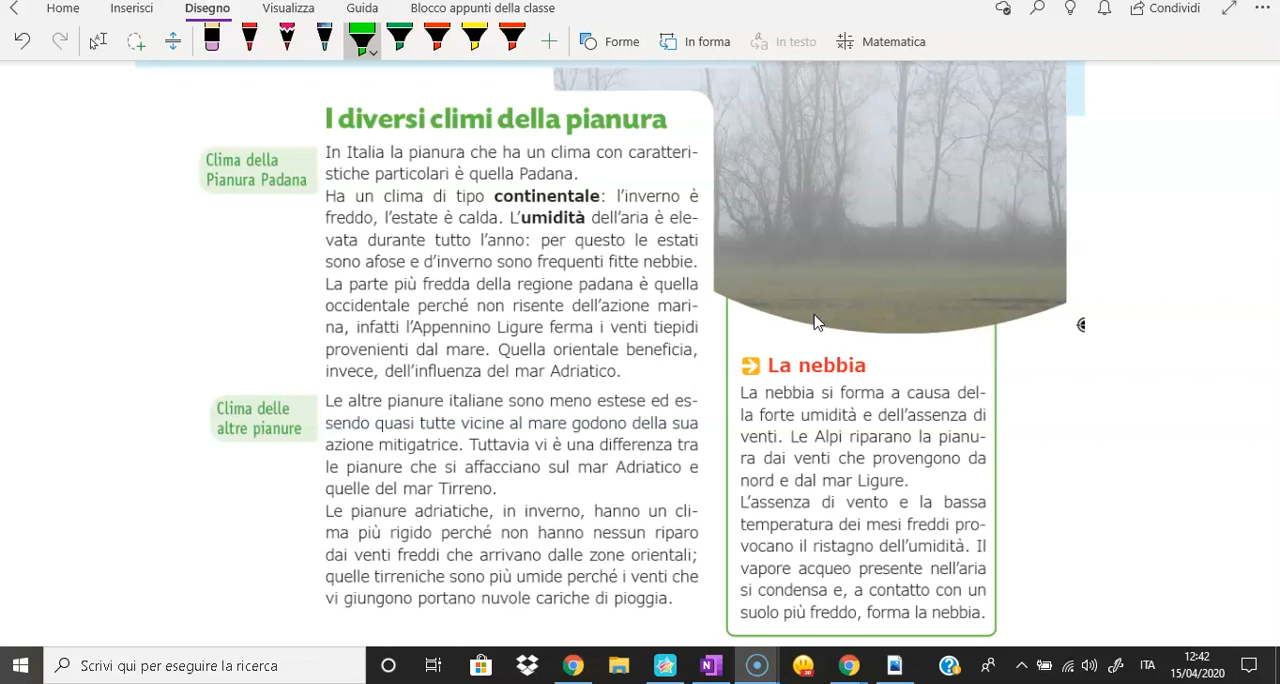 Home Inserisci Disegno Visualizza Guida Blocco appunti della classe Condividi
Forme In forma In testo Matematica
I diversi climi della pianura
Clima della
Pianura Padana
In Italia la pianura che ha un clima con caratteri-
stiche particolari è quella Padana.
Ha un clima di tipo continentale: l'inverno è
freddo, l'estate è calda. L'umidità dell'aria è ele-
vata durante tutto l'anno: per questo le estati
sono afose e d'inverno sono frequenti fitte nebbie.
La parte più fredda della regione padana è quella
occidentale perché non risente dell'azione mari-
na, infatti l'Appennino Ligure ferma i venti tiepidi
provenienti dal mare. Quella orientale beneficia,
invece, dell'influenza del mar Adriatico.
Clima delle
altre pianure
Le altre pianure italiane sono meno estese ed es-
sendo quasi tutte vicine al mare godono della sua
azione mitigatrice. Tuttavia vi è una differenza tra
le pianure che si affacciano sul mar Adriatico e
quelle del mar Tirreno.
Le pianure adriatiche, in inverno, hanno un cli-
ma più rigido perché non hanno nessun riparo
dai venti freddi che arrivano dalle zone orientali;
quelle tirreniche sono più umide perché i venti che
vi giungono portano nuvole cariche di pioggia.
La nebbia
La nebbia si forma a causa del-
la forte umidità e dell'assenza di
venti. Le Alpi riparano la pianu-
ra dai venti che provengono da
nord e dal mar Ligure.
L'assenza di vento e la bassa
temperatura dei mesi freddi pro-
vocano il ristagno dell'umidità. Il
vapore acqueo presente nell'aria
si condensa e, a contatto con un
suolo più freddo, forma la nebbia.
Scrivi qui per eseguire la ricerca
ITA
12:42
15/04/2020